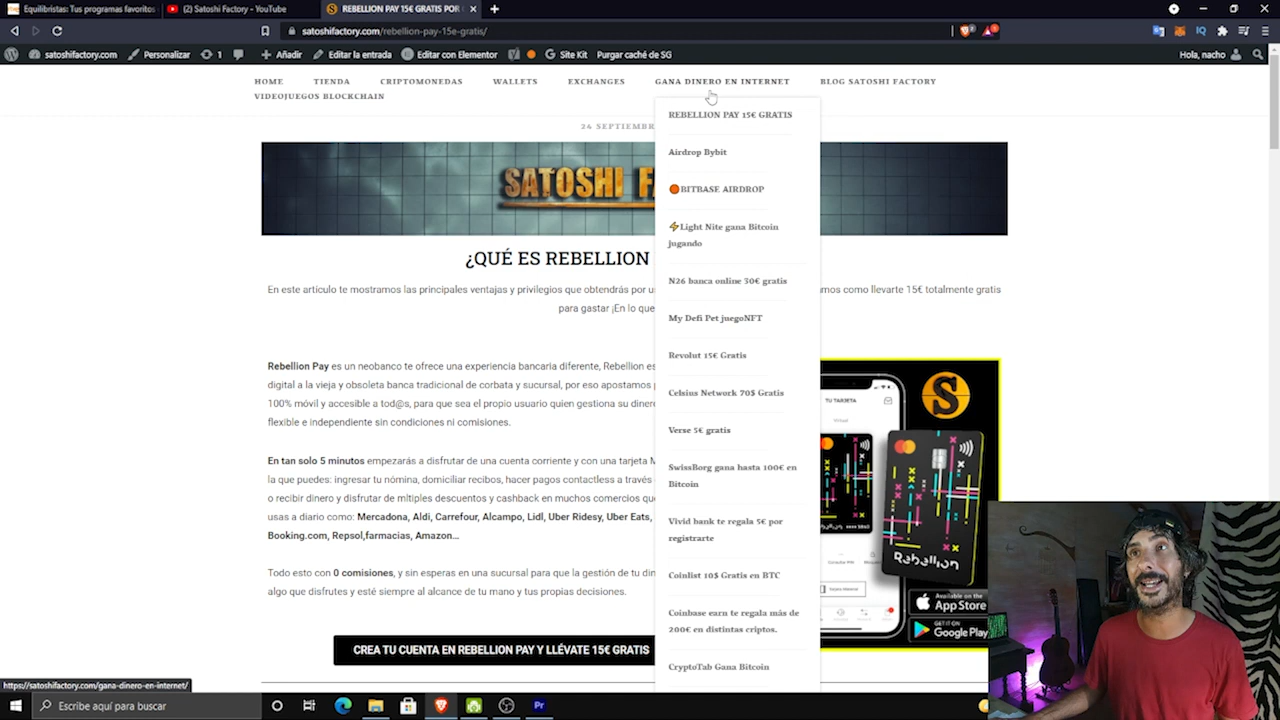 Equilibristas: Tus programas favoritos
(2) Satoshi Factory - YouTube
REBELLION PAY 15€ GRATIS POR
satoshifactory.com/rebellion-pay-15e-gratis/
satoshifactory.com
Personalizar
1
Añadir
Editar la entrada
Editar con Elementor
Site Kit
Purgar caché de SG
Hola, nacho
HOME
TIENDA
CRIPTOMONEDAS
WALLETS
EXCHANGES
GANA DINERO EN INTERNET
BLOG SATOSHI FACTORY
VIDEOJUEGOS BLOCKCHAIN
24 SEPTIEMBR
SATOSHI F
¿QUÉ ES REBELLION
En este artículo te mostramos las principales ventajas y privilegios que obtendrás por u
amos como llevarte 15€ totalmente gratis
para gastar ¡En lo que
Rebellion Pay es un neobanco te ofrece una experiencia bancaria diferente, Rebellion es
digital a la vieja y obsoleta banca tradicional de corbata y sucursal, por eso apostamos p
100% móvil y accesible a tod@s, para que sea el propio usuario quien gestiona su dinero
flexible e independiente sin condiciones ni comisiones.
En tan solo 5 minutos empezarás a disfrutar de una cuenta corriente y con una tarjeta M
la que puedes: ingresar tu nómina, domiciliar recibos, hacer pagos contactless a través
o recibir dinero y disfrutar de múltiples descuentos y cashback en muchos comercios que
usas a diario como: Mercadona, Aldi, Carrefour, Alcampo, Lidl, Uber Ridesy, Uber Eats,
Booking.com, Repsol,farmacias, Amazon...
Todo esto con 0 comisiones, y sin esperas en una sucursal para que la gestión de tu din
algo que disfrutes y esté siempre al alcance de tu mano y tus propias decisiones.
CREA TU CUENTA EN REBELLION PAY Y LLÉVATE 15€ GRATIS
REBELLION PAY 15€ GRATIS
Airdrop Bybit
BITBASE AIRDROP
⚡Light Nite gana Bitcoin
jugando
N26 banca online 30€ gratis
My Defi Pet juegoNFT
Revolut 15€ Gratis
Celsius Network 70$ Gratis
Verse 5€ gratis
SwissBorg gana hasta 100€ en
Bitcoin
Vivid bank te regala 5€ por
registrarte
Coinlist 10$ Gratis en BTC
Coinbase earn te regala más de
200€ en distintas criptos.
CryptoTab Gana Bitcoin
TU TARJETA
Virtual
S
Rebellion
Available on the
App Store
GET IT ON
Google Play
https://satoshifactory.com/gana-dinero-en-internet/
Escribe aquí para buscar
Pr